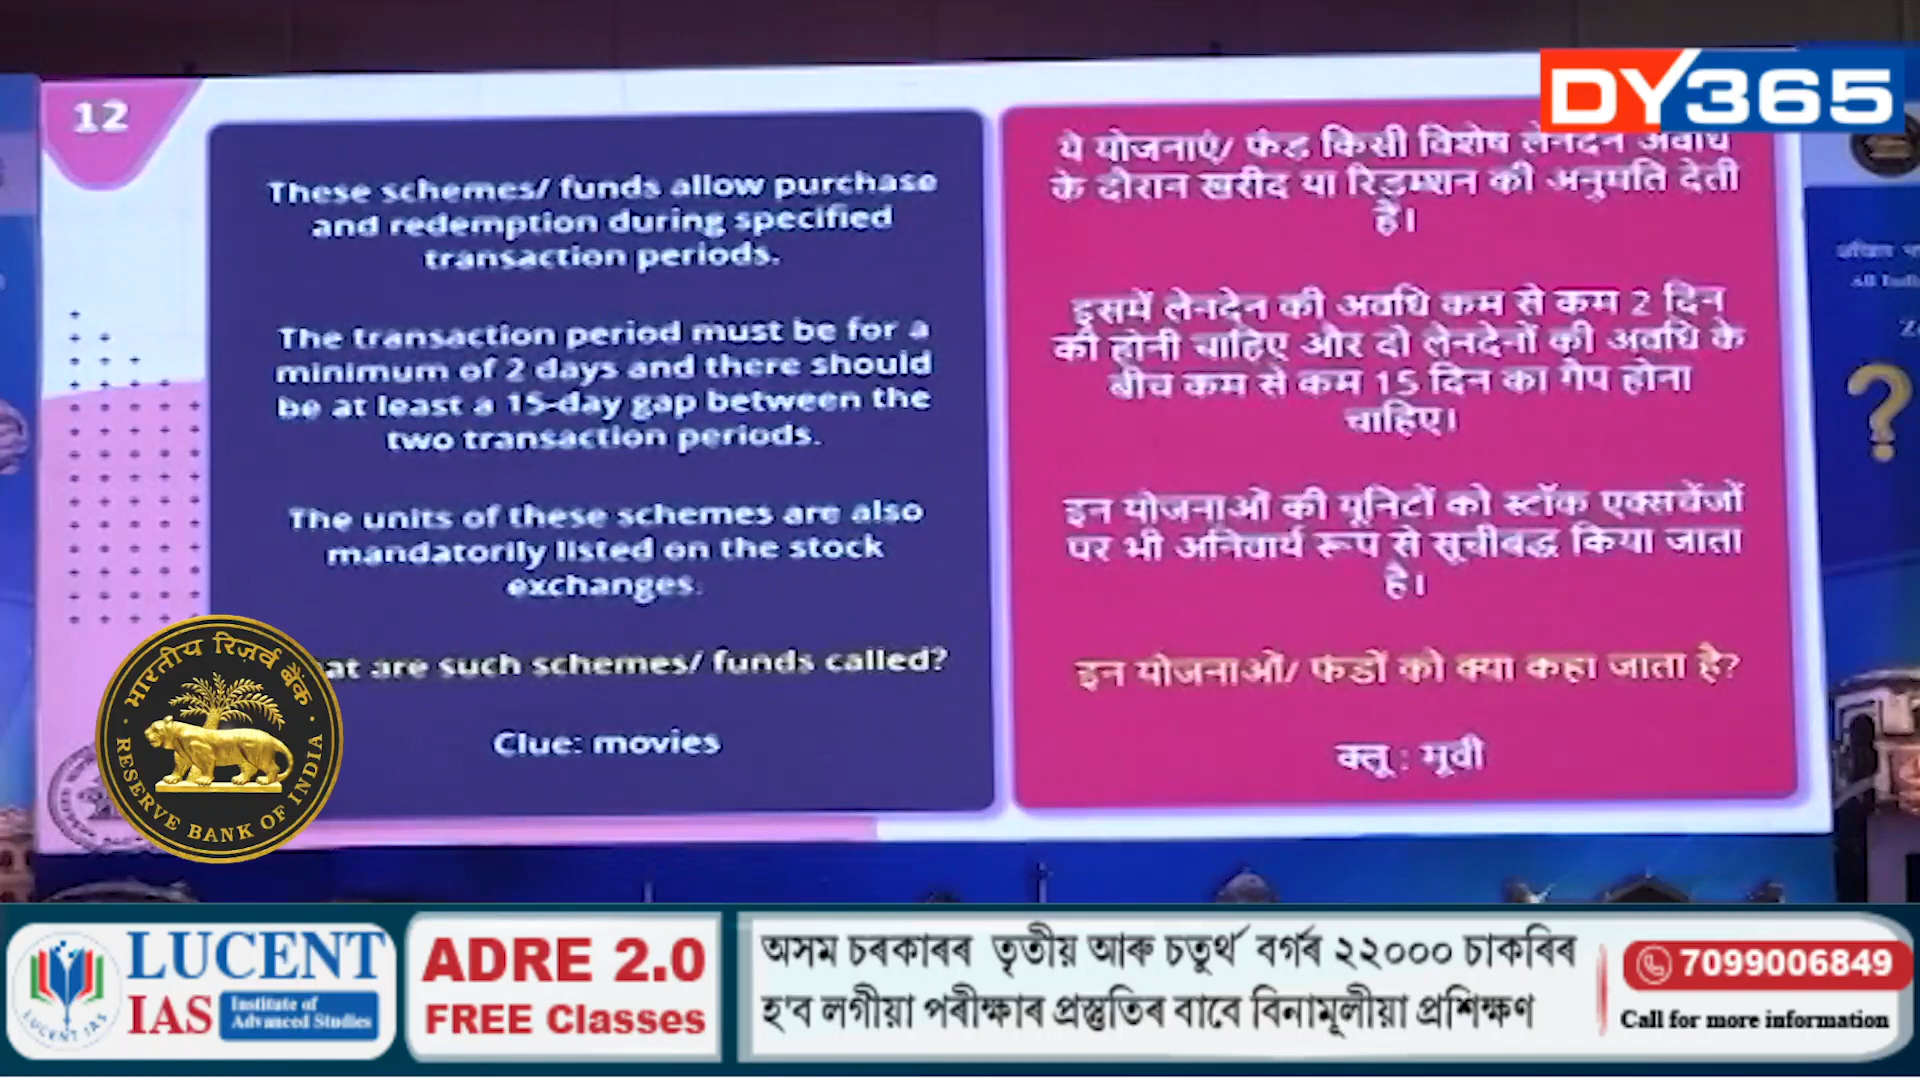 12
DY365
These schemes/ funds allow purchase
and redemption during specified
transaction periods.
The transaction period must be for a
minimum of 2 days and there should
be at least a 15-day gap between the
two transaction periods.
The units of these schemes are also
mandatorily listed on the stock
exchanges.
at are such schemes/ funds called?
Clue: movies
ये योजनाएं/ फंड किसी विशेष लेनदेन अवधि
के दौरान खरीद या रिडम्पशन की अनुमति देती
हैं।
इसमें लेनदेन की अवधि कम से कम 2 दिन
की होनी चाहिए और दो लेनदेनों की अवधि के
बीच कम से कम 15 दिन का गैप होना
चाहिए।
इन योजनाओं की यूनिटों को स्टॉक एक्सचेंजों
पर भी अनिवार्य रूप से सूचीबद्ध किया जाता
है।
इन योजनाओं/ फंडों को क्या कहा जाता है?
क्लू : मूवी
भारतीय रिज़र्व बैंक
RESERVE BANK OF INDIA
LUCENT
IAS Institute of
Advanced Studies
LUCENT IAS
ADRE 2.0
FREE Classes
অসম চৰকাৰৰ তৃতীয় আৰু চতুৰ্থ বৰ্গৰ ২২০০০ চাকৰিৰ
হ'ব লগীয়া পৰীক্ষাৰ প্ৰস্তুতিৰ বাবে বিনামূলীয়া প্ৰশিক্ষণ
7099006849
Call for more information